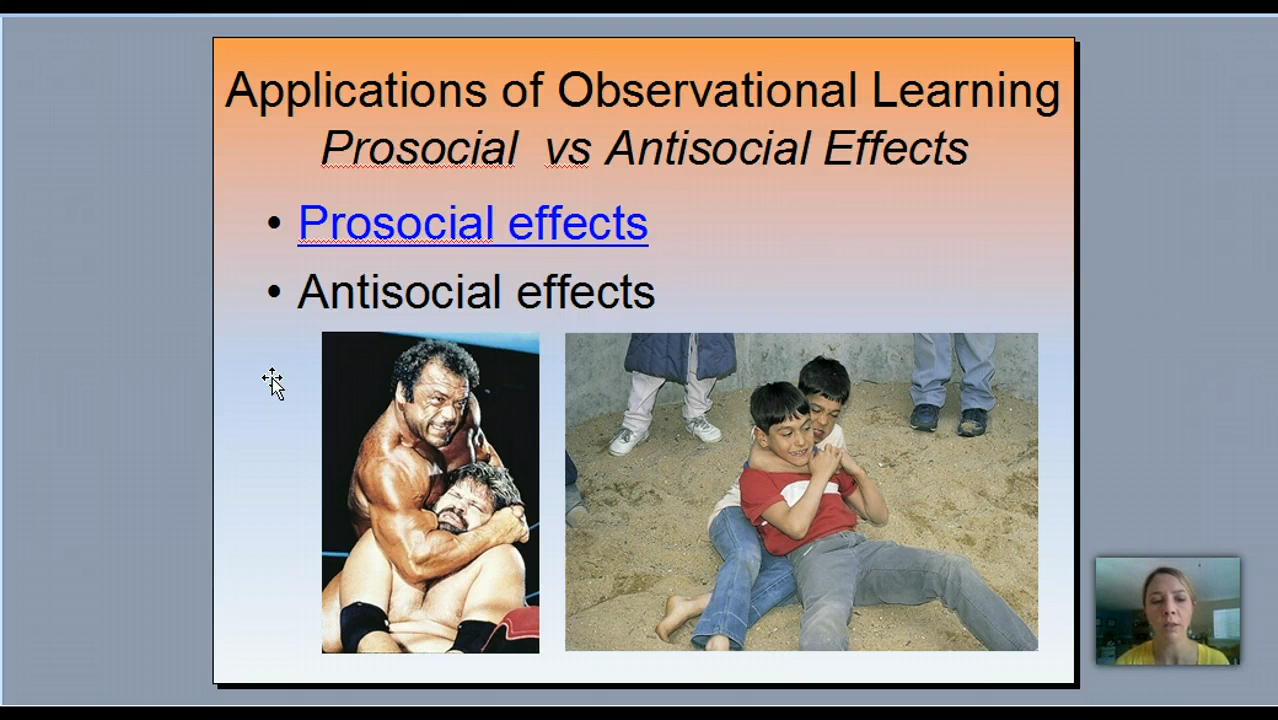 Applications of Observational Learning
Prosocial vs Antisocial Effects
• Prosocial effects
• Antisocial effects